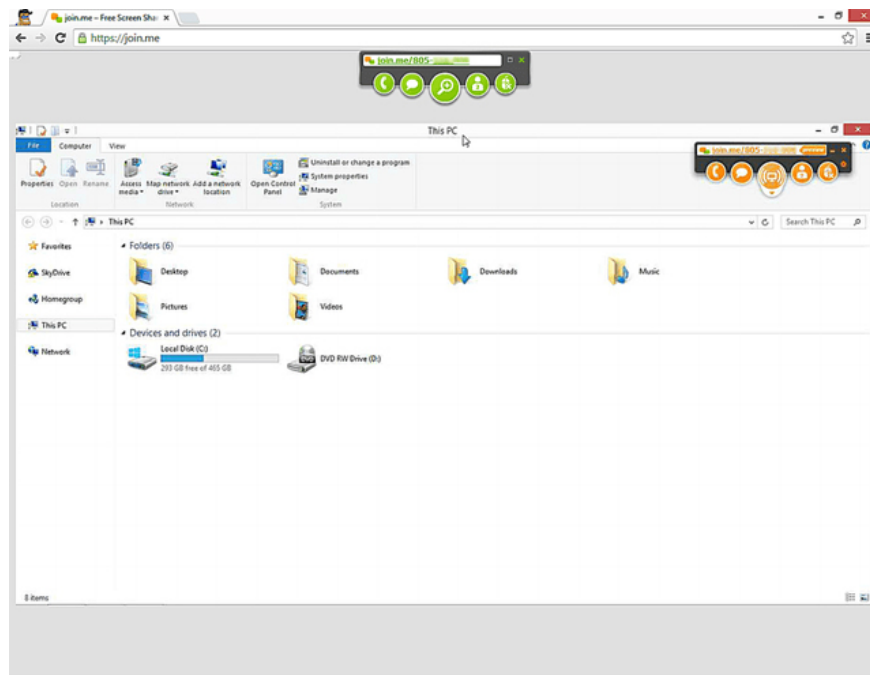 join.me – Free Screen Sha
https://join.me
join.me/805-
This PC
join.me/805-
File Computer View
Properties Open Rename
Access media Map network drive Add a network location
Open Control Panel
Uninstall or change a program
System properties
Manage
Location Network System
This PC
Search This PC
Favorites
SkyDrive
Homegroup
This PC
Network
Folders (6)
Desktop Documents Downloads Music
Pictures Videos
Devices and drives (2)
Local Disk (C:)
293 GB free of 465 GB
DVD RW Drive (D:)
8 items